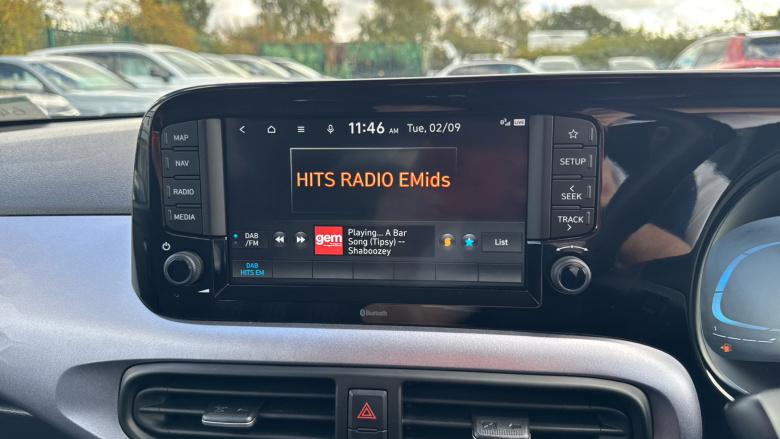 MAP
NAV
RADIO
MEDIA
11:46 AM Tue, 02/09
LIVE
HITS RADIO EMids
DAB
/FM
gem
Playing... A Bar
Song (Tipsy) --
Shaboozey
List
DAB
HITS EM
SETUP
SEEK
TRACK
Bluetooth